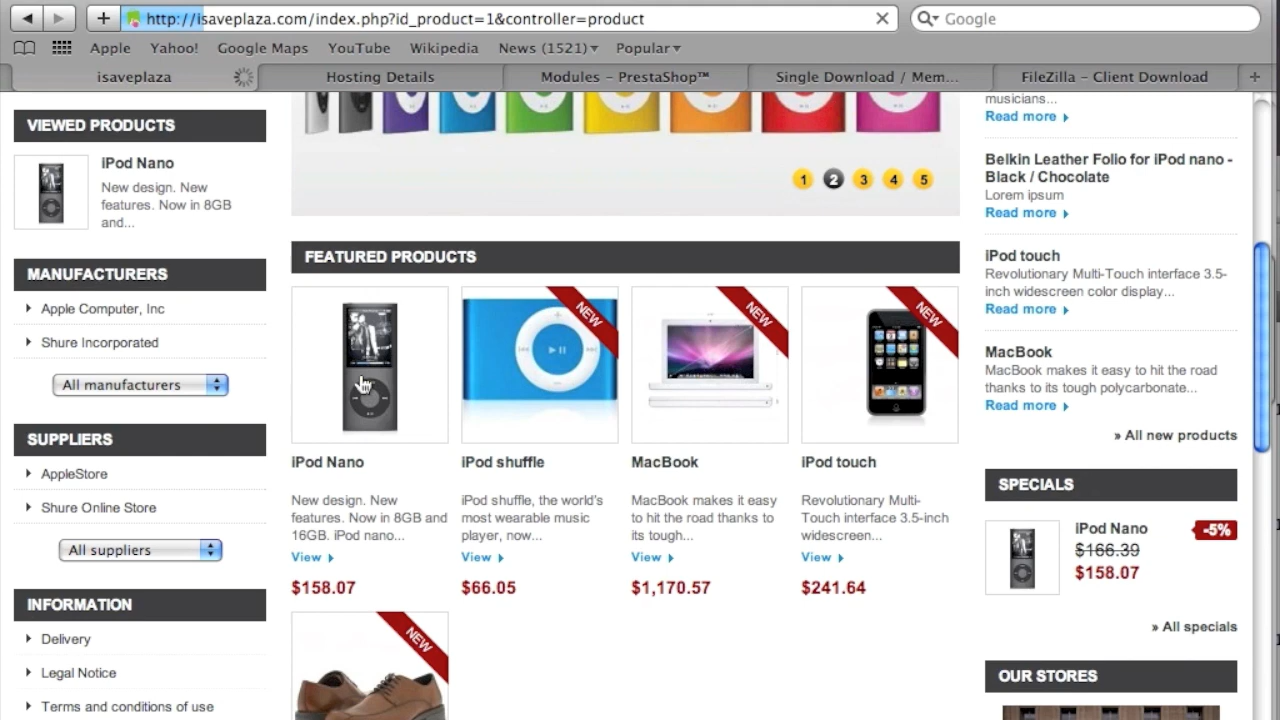 http://isaveplaza.com/index.php?id_product=1&controller=product
Google
Apple
Yahoo!
Google Maps
YouTube
Wikipedia
News (1521)
Popular
isaveplaza
Hosting Details
Modules – PrestaShop™
Single Download / Mem...
FileZilla – Client Download
VIEWED PRODUCTS
iPod Nano
New design. New
features. Now in 8GB
and...
MANUFACTURERS
Apple Computer, Inc
Shure Incorporated
All manufacturers
SUPPLIERS
AppleStore
Shure Online Store
All suppliers
INFORMATION
Delivery
Legal Notice
Terms and conditions of use
1 2 3 4 5
FEATURED PRODUCTS
iPod Nano
New design. New
features. Now in 8GB and
16GB. iPod nano...
View
$158.07
NEW
iPod shuffle
iPod shuffle, the world's
most wearable music
player, now...
View
$66.05
NEW
MacBook
MacBook makes it easy
to hit the road thanks to
its tough...
View
$1,170.57
NEW
iPod touch
Revolutionary Multi-
Touch interface 3.5-inch
widescreen...
View
$241.64
NEW
musicians...
Read more
Belkin Leather Folio for iPod nano -
Black / Chocolate
Lorem ipsum
Read more
iPod touch
Revolutionary Multi-Touch interface 3.5-
inch widescreen color display...
Read more
MacBook
MacBook makes it easy to hit the road
thanks to its tough polycarbonate...
Read more
» All new products
SPECIALS
iPod Nano
-5%
$166.39
$158.07
» All specials
OUR STORES